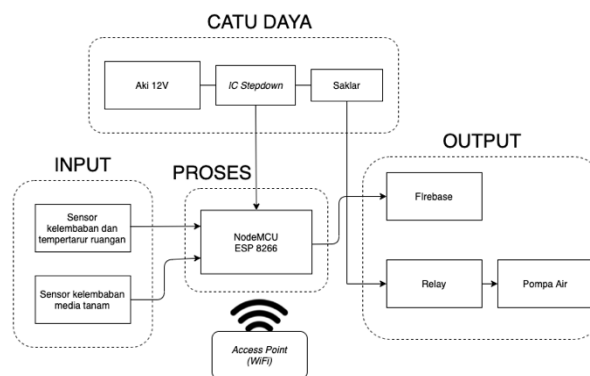 CATU DAYA
Aki 12V
IC Stepdown
Saklar
INPUT
Sensor
kelembaban dan
tempertarur ruangan
Sensor kelembaban
media tanam
PROSES
NodeMCU
ESP 8266
Access Point
(WiFi)
OUTPUT
Firebase
Relay
Pompa Air